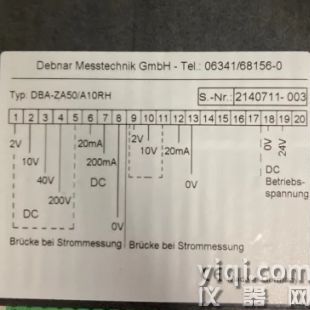 Debnar Messtechnik GmbH - Tel.: 06341/68156-0
Typ: DBA-ZA50/A10RH
S.-Nr.: 2140711- 003
1 2 3 4 5 6 7 8 9 10 11 12 13 14 15 16 17 18 19 20
2V 20mA 2V 20mA 0V 24V
10V 200mA 10V
40V DC 0V DC
200V Betriebs-
DC 0V spannung
Brücke bei Strommessung Brücke bei Strommessung
yiqi.com
仪器网